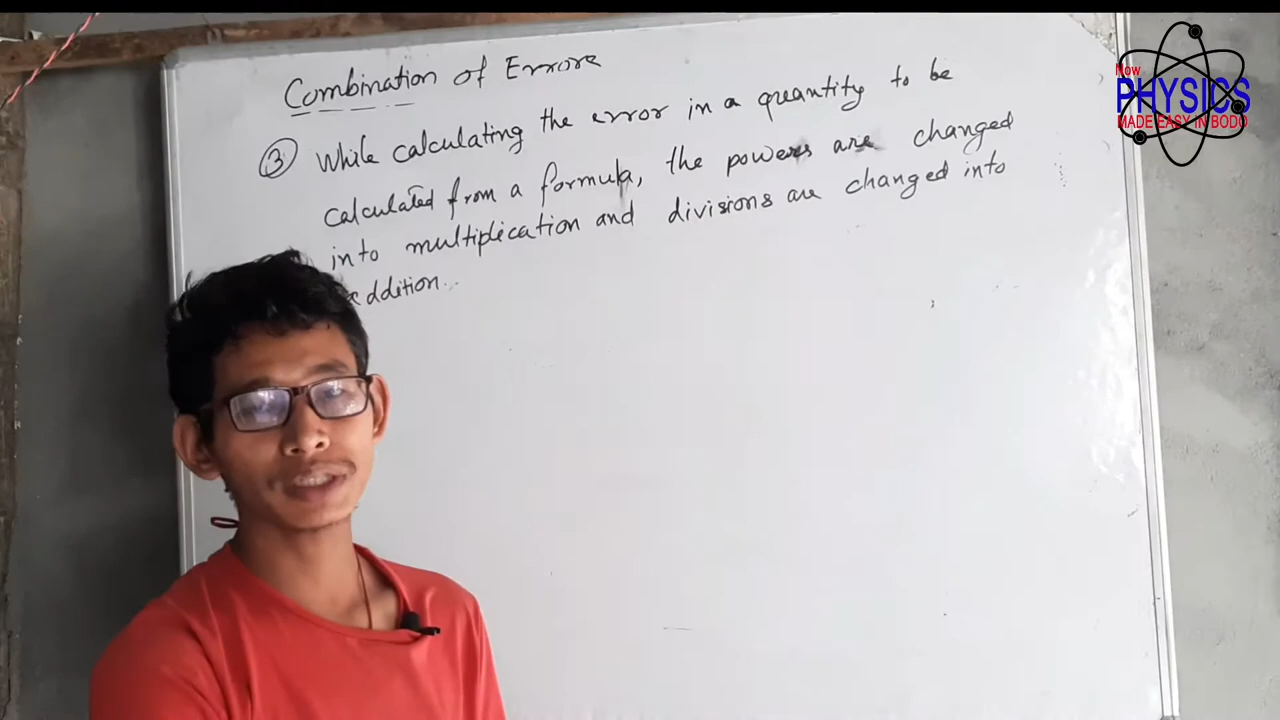 Combination of Errors
③ While calculating the error in a quantity to be
calculated from a formula, the powers are changed
into multiplication and divisions are changed into
addition.
Now
PHYSICS
MADE EASY IN BODO